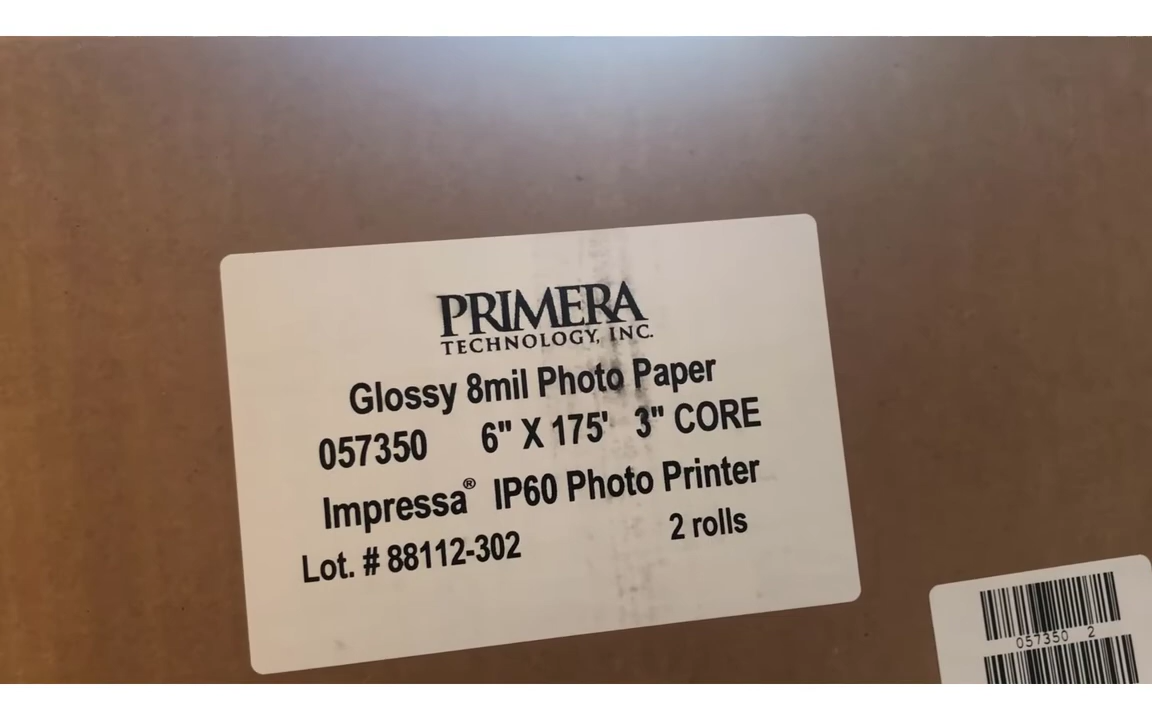 PRIMERA
TECHNOLOGY, INC.
Glossy 8mil Photo Paper
057350 6" X 175' 3" CORE
Impressa® IP60 Photo Printer
Lot. # 88112-302 2 rolls
057350 2